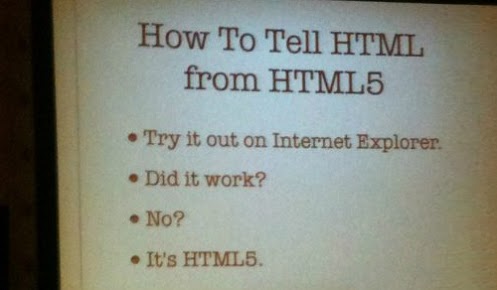 How To Tell HTML
from HTML5
• Try it out on Internet Explorer.
• Did it work?
• No?
• It's HTML5.